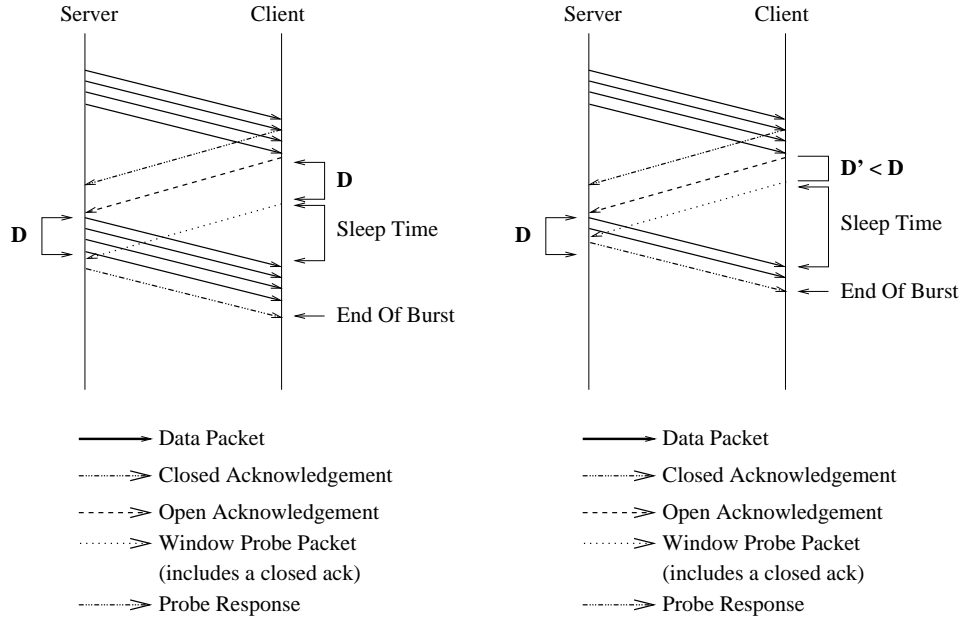 Server Client
D
Sleep Time
D
End Of Burst
Data Packet
Closed Acknowledgement
Open Acknowledgement
Window Probe Packet
(includes a closed ack)
Probe Response
Server Client
D' < D
Sleep Time
D
End Of Burst
Data Packet
Closed Acknowledgement
Open Acknowledgement
Window Probe Packet
(includes a closed ack)
Probe Response